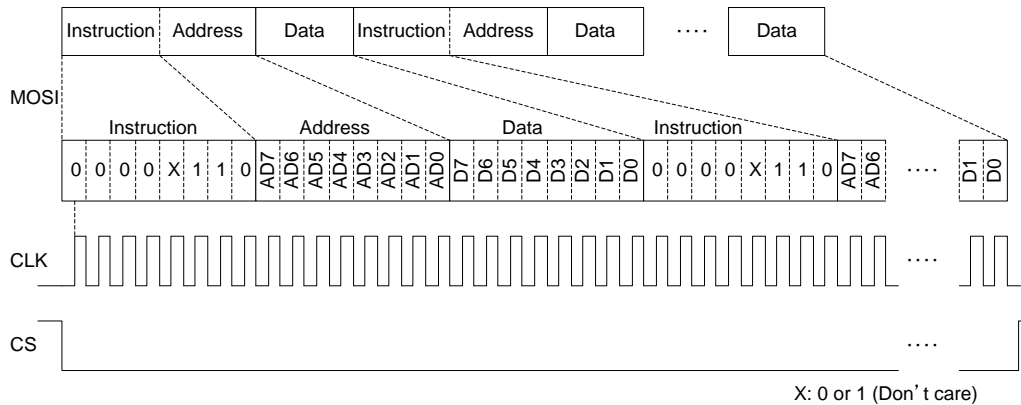 Instruction Address Data Instruction Address Data ···· Data
MOSI
Instruction Address Data Instruction
0 0 0 0 X 1 1 0 AD7 AD6 AD5 AD4 AD3 AD2 AD1 AD0 D7 D6 D5 D4 D3 D2 D1 D0 0 0 0 0 X 1 1 0 AD7 AD6 ···· D1 D0
CLK ····
CS ····
X: 0 or 1 (Don't care)